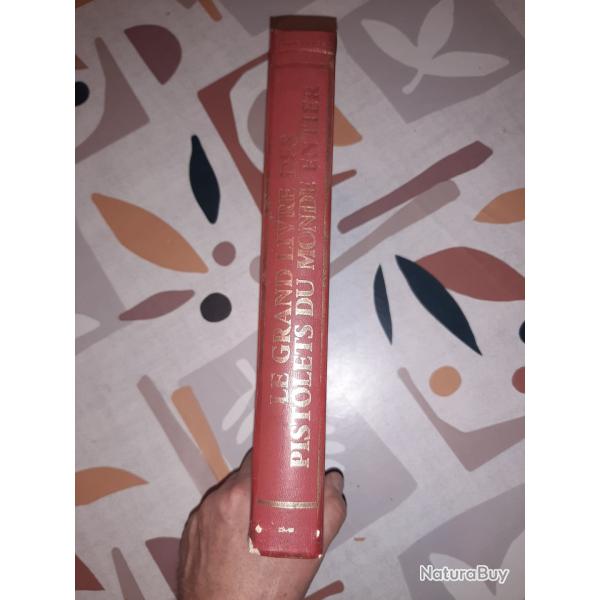 LE GRAND LIVRE DES
PISTOLETS DU MONDE ENTIER
NaturaBuy